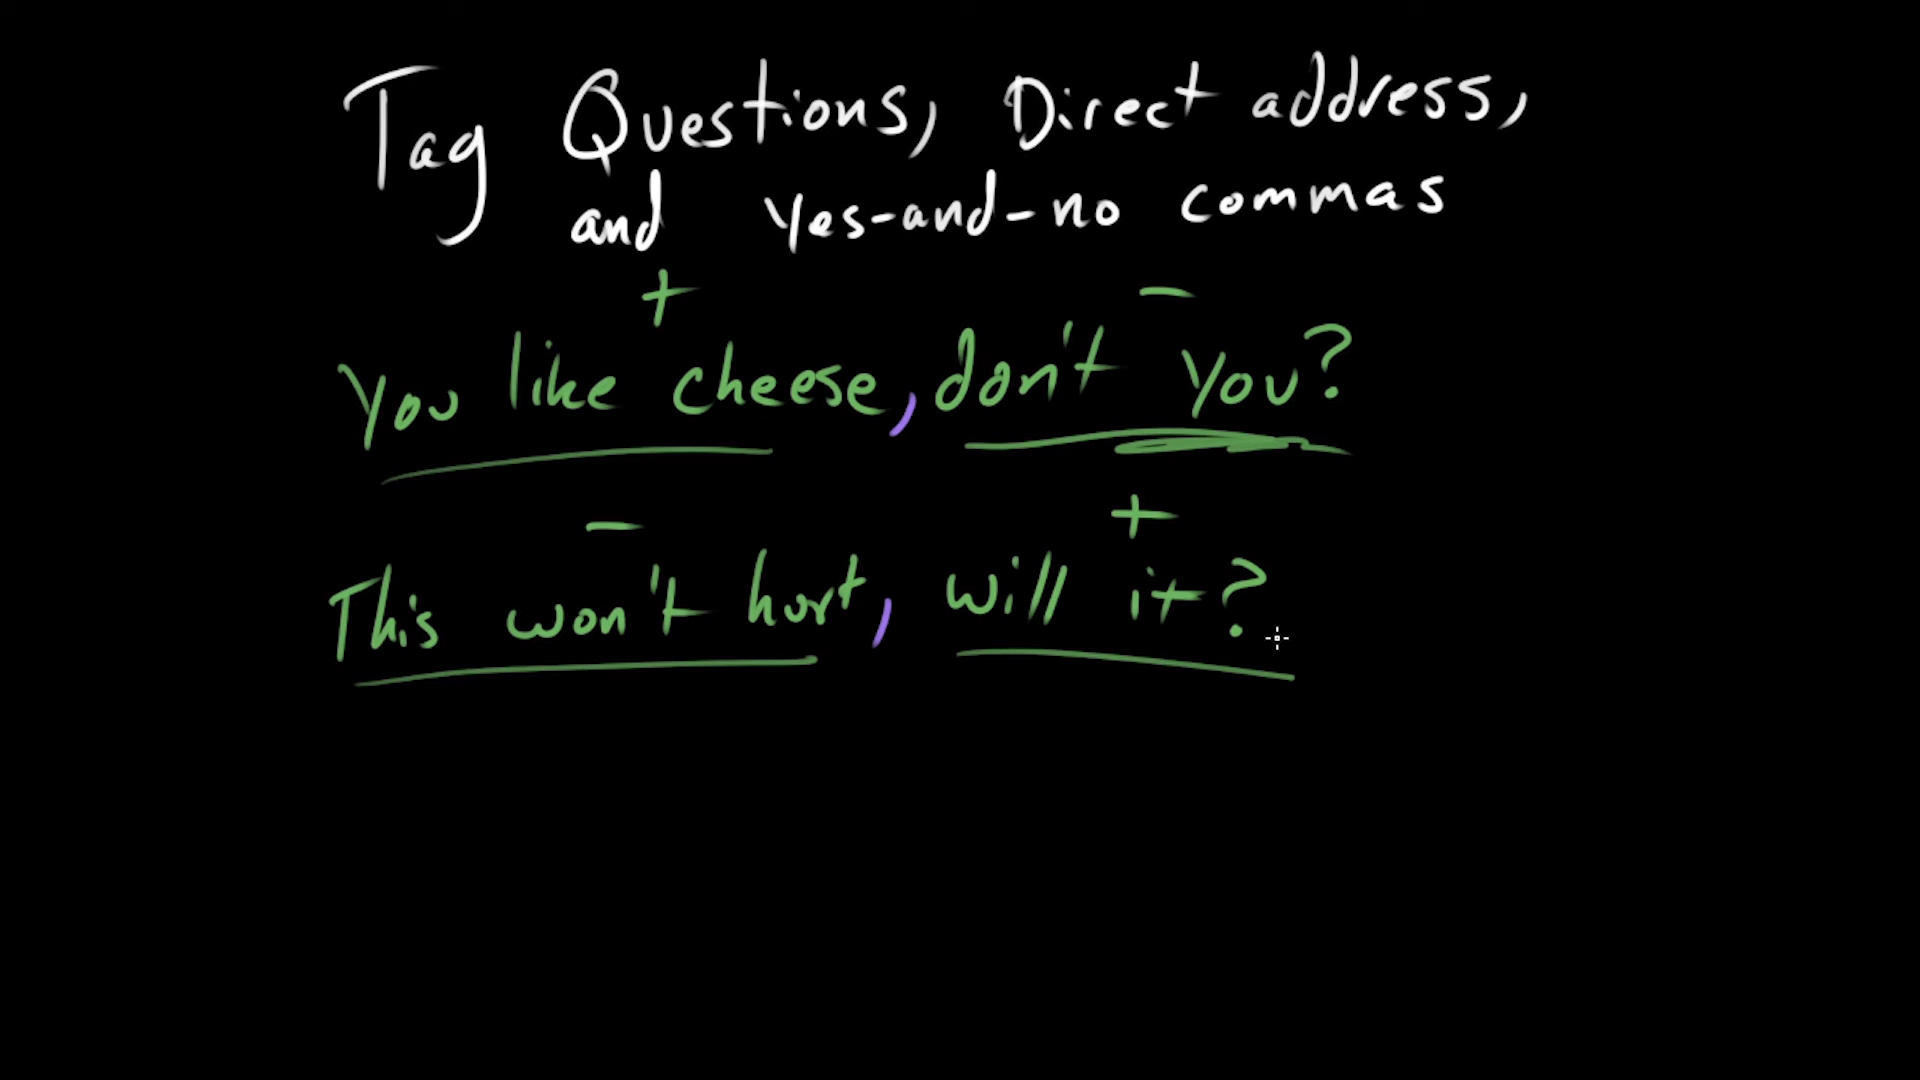 Tag Questions, Direct address,
and yes-and-no commas
+ -
You like cheese, don't you?
- +
This won't hurt, will it?